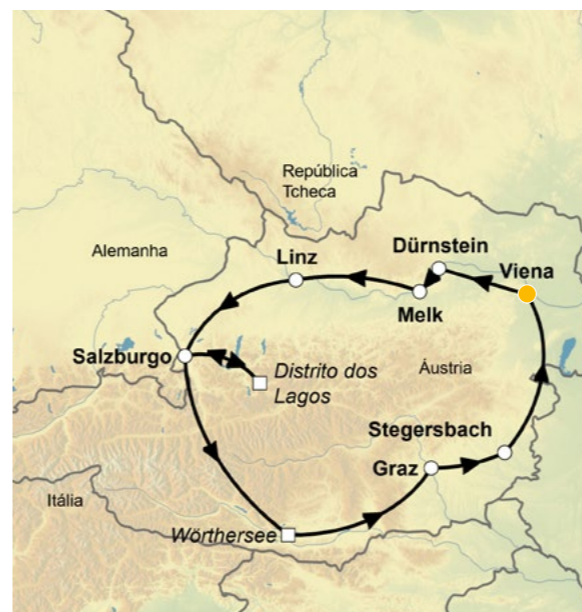 República
Tcheca
Alemanha
Linz
Dürnstein
Viena
Melk
Salzburgo
Distrito dos
Lagos
Áustria
Stegersbach
Graz
Itália
Wörthersee